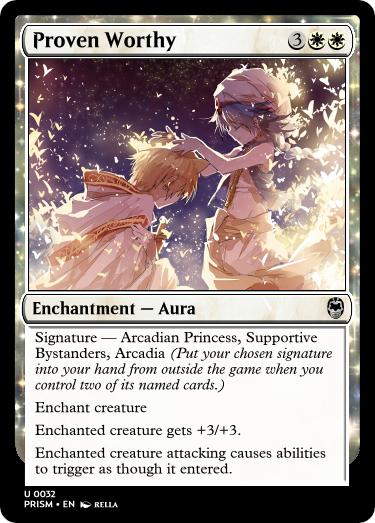 Proven Worthy 3
Enchantment — Aura
Signature — Arcadian Princess, Supportive
Bystanders, Arcadia (Put your chosen signature
into your hand from outside the game when you
control two of its named cards.)
Enchant creature
Enchanted creature gets +3/+3.
Enchanted creature attacking causes abilities
to trigger as though it entered.
U 0032
PRISM • EN RELLA